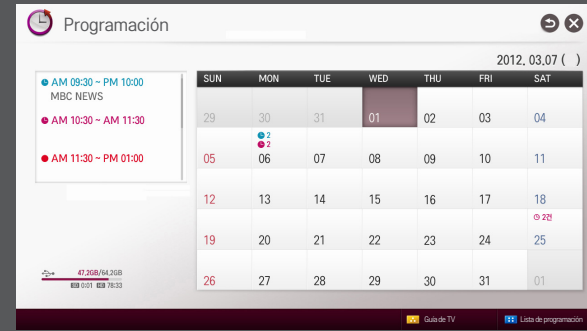 Programación
2012. 03.07 ( )
AM 09:30 ~ PM 10:00
MBC NEWS
AM 10:30 ~ AM 11:30
AM 11:30 ~ PM 01:00
SUN MON TUE WED THU FRI SAT
29 30 31 01 02 03 04
2
2
05 06 07 08 09 10 11
12 13 14 15 16 17 18
2건
19 20 21 22 23 24 25
26 27 28 29 30 31 01
47,2GB/64,2GB
0:01 78:33
Guia de TV Lista de programación